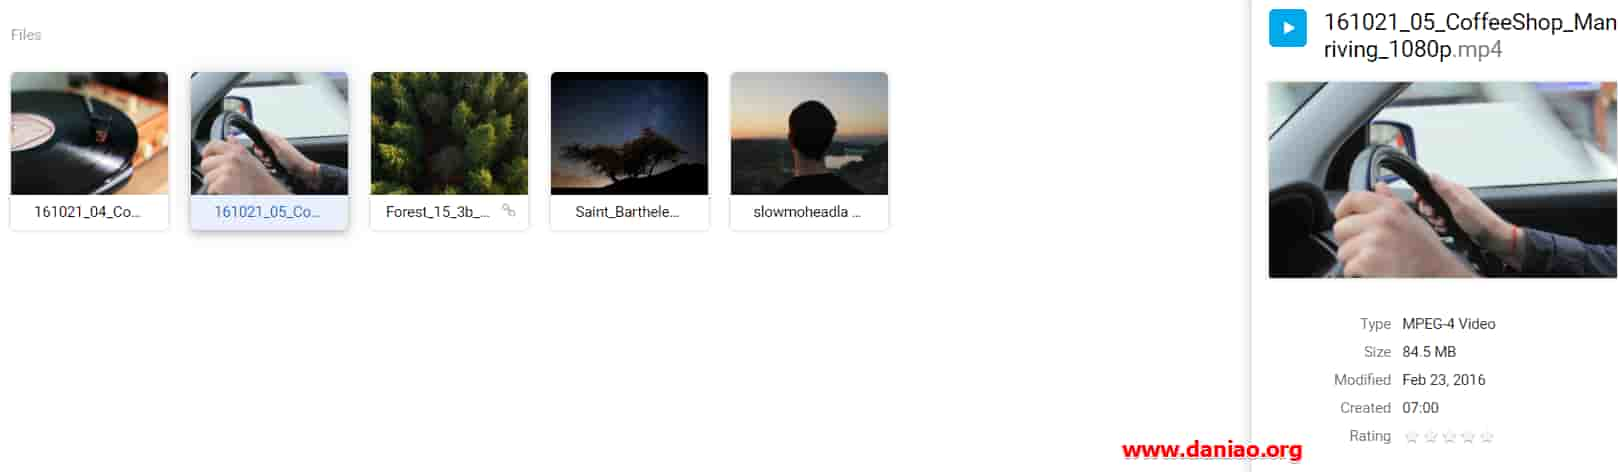 Files
161021_04_Co...
161021_05_Co...
Forest_15_3b_...
Saint_Barthele...
slowmoheadla ...
161021_05_CoffeeShop_Man
riving_1080p.mp4
Type MPEG-4 Video
Size 84.5 MB
Modified Feb 23, 2016
Created 07:00
Rating
www.daniao.org